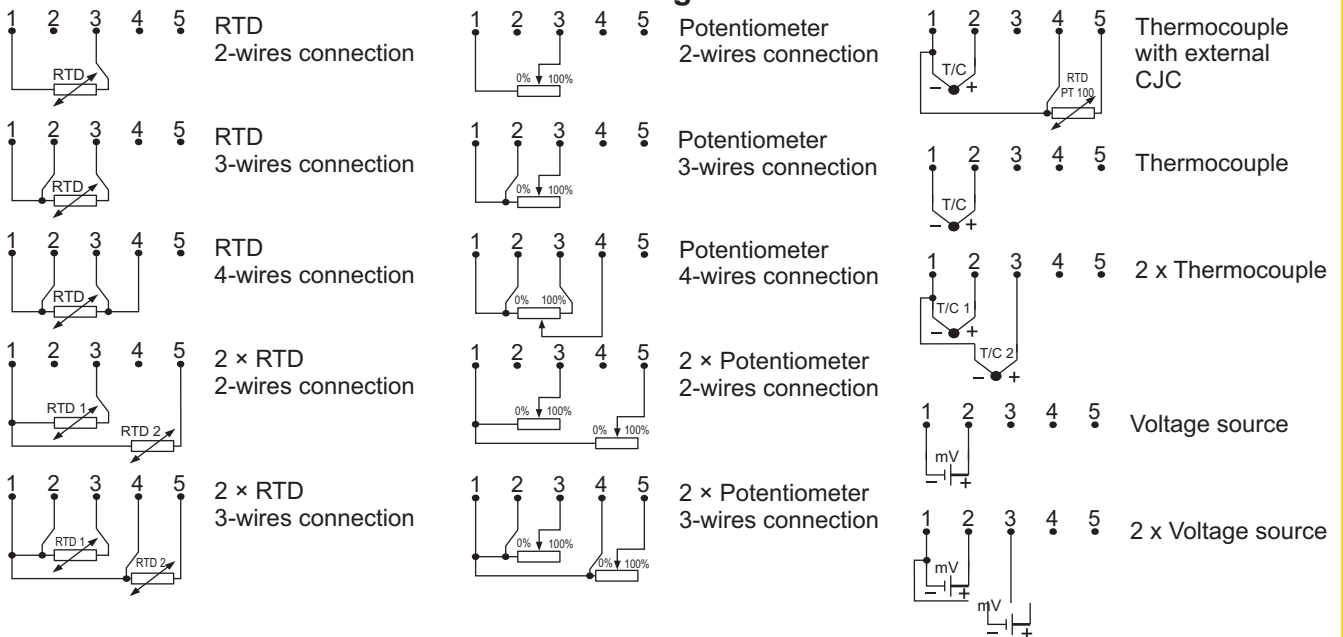 1 2 3 4 5
RTD
2-wires connection
RTD
1 2 3 4 5
RTD
3-wires connection
RTD
1 2 3 4 5
RTD
4-wires connection
RTD
1 2 3 4 5
2 × RTD
2-wires connection
RTD 1
RTD 2
1 2 3 4 5
2 × RTD
3-wires connection
RTD 1
RTD 2
1 2 3 4 5
Potentiometer
2-wires connection
0% 100%
1 2 3 4 5
Potentiometer
3-wires connection
0% 100%
1 2 3 4 5
Potentiometer
4-wires connection
0% 100%
1 2 3 4 5
2 × Potentiometer
2-wires connection
0% 100%
0% 100%
1 2 3 4 5
2 × Potentiometer
3-wires connection
0% 100%
0% 100%
1 2 3 4 5
Thermocouple
with external
CJC
T/C
– +
RTD
PT 100
1 2 3 4 5
Thermocouple
T/C
– +
1 2 3 4 5
2 x Thermocouple
T/C 1
– +
T/C 2
– +
1 2 3 4 5
Voltage source
mV
– +
1 2 3 4 5
2 x Voltage source
mV
– +
mV
– +